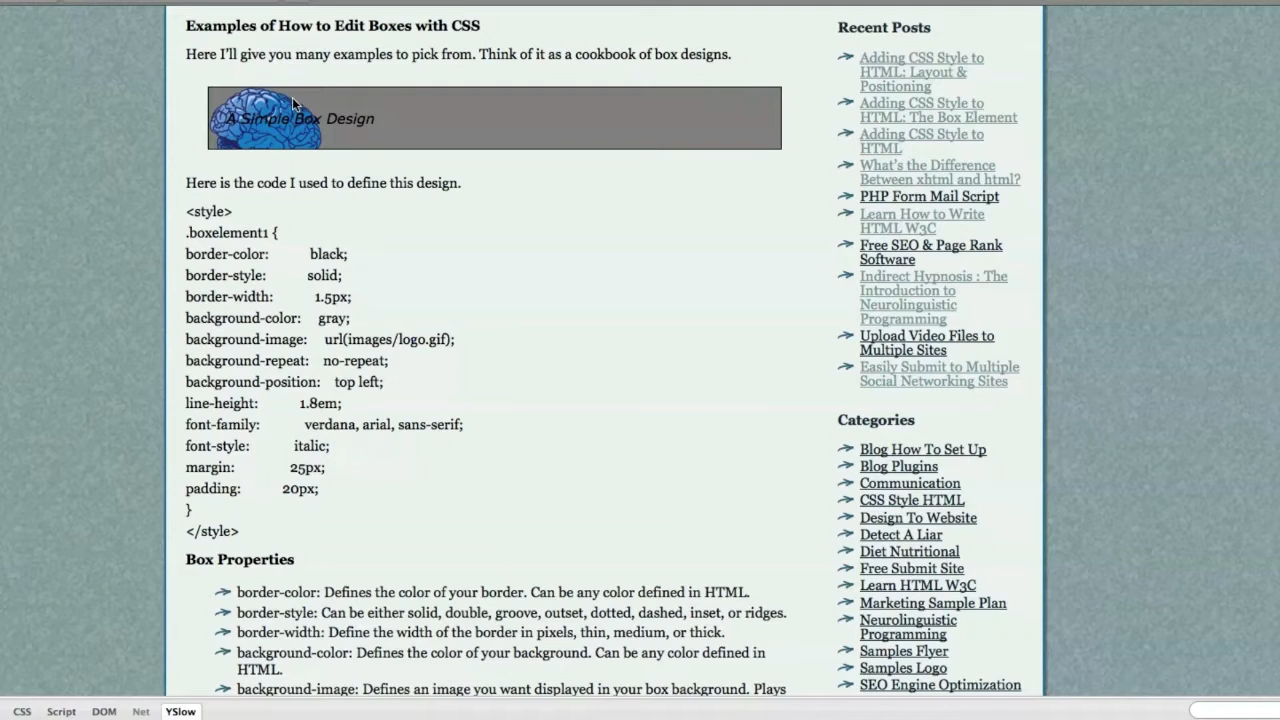 Examples of How to Edit Boxes with CSS
Here I'll give you many examples to pick from. Think of it as a cookbook of box designs.
A Simple Box Design
Here is the code I used to define this design.
<style>
.boxelement1 {
border-color: black;
border-style: solid;
border-width: 1.5px;
background-color: gray;
background-image: url(images/logo.gif);
background-repeat: no-repeat;
background-position: top left;
line-height: 1.8em;
font-family: verdana, arial, sans-serif;
font-style: italic;
margin: 25px;
padding: 20px;
}
</style>
Box Properties
border-color: Defines the color of your border. Can be any color defined in HTML.
border-style: Can be either solid, double, groove, outset, dotted, dashed, inset, or ridges.
border-width: Define the width of the border in pixels, thin, medium, or thick.
background-color: Defines the color of your background. Can be any color defined in
HTML.
background-image: Defines an image you want displayed in your box background. Plays
Recent Posts
Adding CSS Style to
HTML: Layout &
Positioning
Adding CSS Style to
HTML: The Box Element
Adding CSS Style to
HTML
What's the Difference
Between xhtml and html?
PHP Form Mail Script
Learn How to Write
HTML W3C
Free SEO & Page Rank
Software
Indirect Hypnosis : The
Introduction to
Neurolinguistic
Programming
Upload Video Files to
Multiple Sites
Easily Submit to Multiple
Social Networking Sites
Categories
Blog How To Set Up
Blog Plugins
Communication
CSS Style HTML
Design To Website
Detect A Liar
Diet Nutritional
Free Submit Site
Learn HTML W3C
Marketing Sample Plan
Neurolinguistic
Programming
Samples Flyer
Samples Logo
SEO Engine Optimization
CSS Script DOM Net YSlow